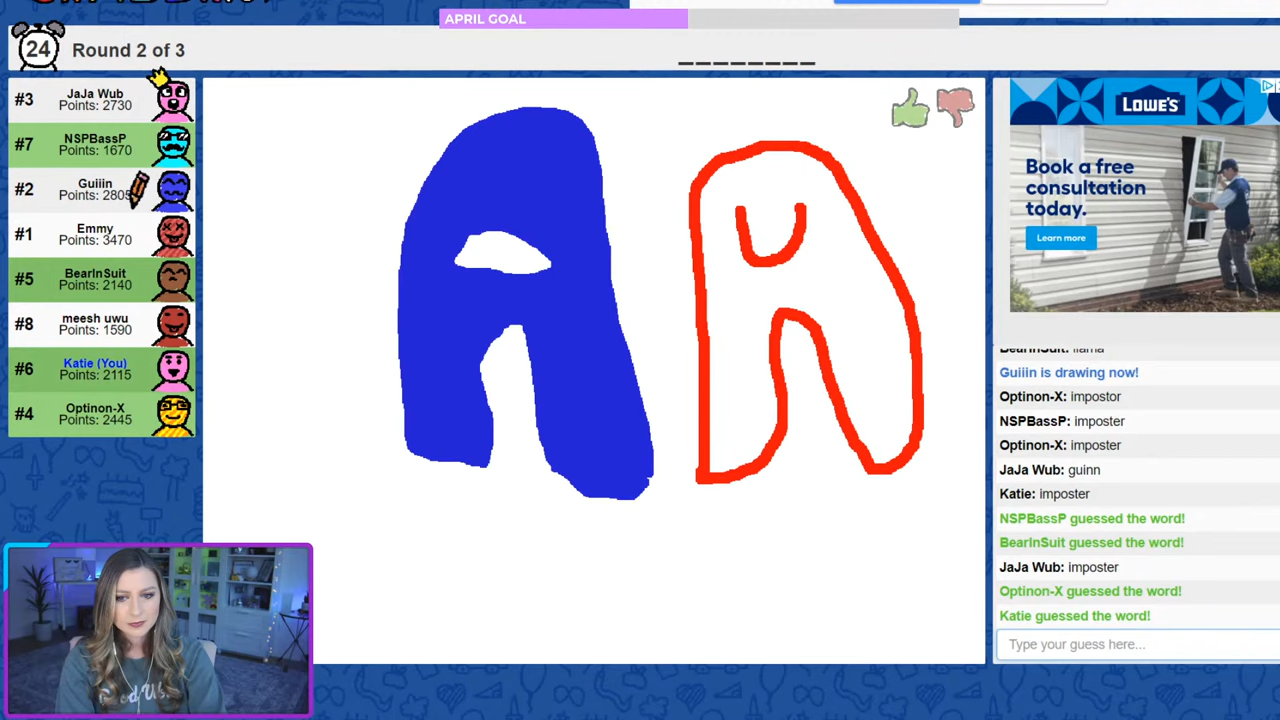 APRIL GOAL
24
Round 2 of 3
#3
JaJa Wub
Points: 2730
#7
NSPBassP
Points: 1670
#2
Guiiin
Points: 2805
#1
Emmy
Points: 3470
#5
BearInSuit
Points: 2140
#8
meesh uwu
Points: 1590
#6
Katie (You)
Points: 2115
#4
Optinon-X
Points: 2445
LOWE'S
Book a free
consultation
today.
Learn more
BearInSuit: llama
Guiiin is drawing now!
Optinon-X: impostor
NSPBassP: imposter
Optinon-X: imposter
JaJa Wub: guinn
Katie: imposter
NSPBassP guessed the word!
BearInSuit guessed the word!
JaJa Wub: imposter
Optinon-X guessed the word!
Katie guessed the word!
Type your guess here...